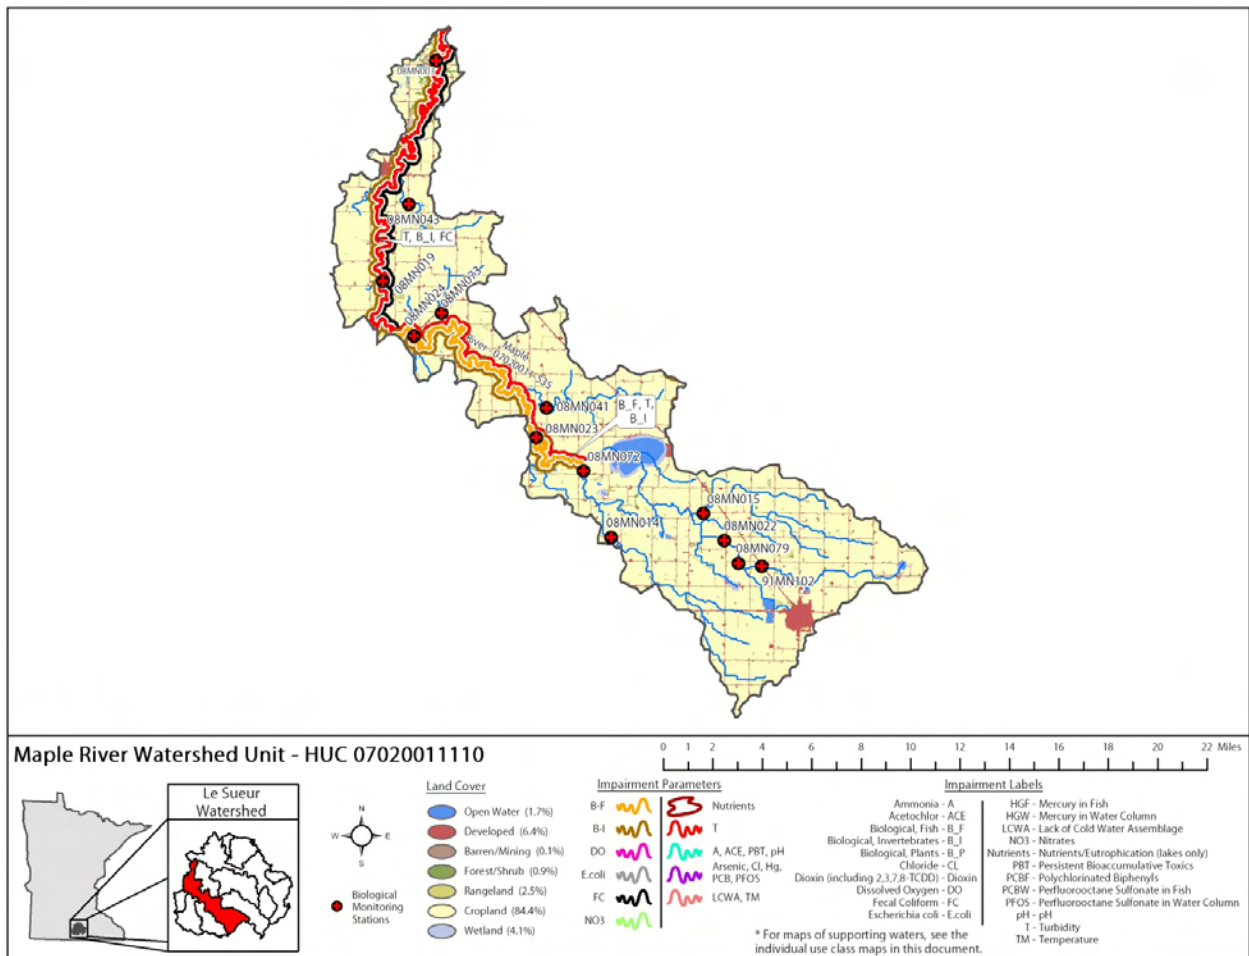 08MN007
08MN043
T, B_I, FC
08MN019
08MN024
08MN073
Maple
River - 07020011-535
08MN041
B_F, T,
B_I
08MN023
08MN072
08MN015
08MN014
08MN022
08MN079
91MN102
Maple River Watershed Unit - HUC 07020011110
0 1 2 4 6 8 10 12 14 16 18 20 22 Miles
Le Sueur
Watershed
N
W E
S
Biological
Monitoring
Stations
Land Cover
Open Water (1.7%)
Developed (6.4%)
Barren/Mining (0.1%)
Forest/Shrub (0.9%)
Rangeland (2.5%)
Cropland (84.4%)
Wetland (4.1%)
Impairment Parameters
B-F
B-I
DO
E.coli
FC
NO3
Nutrients
T
A, ACE, PBT, pH
Arsenic, Cl, Hg,
PCB, PFOS
LCWA, TM
Impairment Labels
Ammonia - A
Acetochlor - ACE
Biological, Fish - B_F
Biological, Invertebrates - B_I
Biological, Plants - B_P
Chloride - CL
Dioxin (including 2,3,7,8-TCDD) - Dioxin
Dissolved Oxygen - DO
Fecal Coliform - FC
Escherichia coli - E.coli
HGF - Mercury in Fish
HGW - Mercury in Water Column
LCWA - Lack of Cold Water Assemblage
NO3 - Nitrates
Nutrients - Nutrients/Eutrophication (lakes only)
PBT - Persistent Bioaccumulative Toxics
PCBF - Polychlorinated Biphenyls
PCBW - Perfluorooctane Sulfonate in Fish
PFOS - Perfluorooctane Sulfonate in Water Column
pH - pH
T - Turbidity
TM - Temperature
* For maps of supporting waters, see the
individual use class maps in this document.